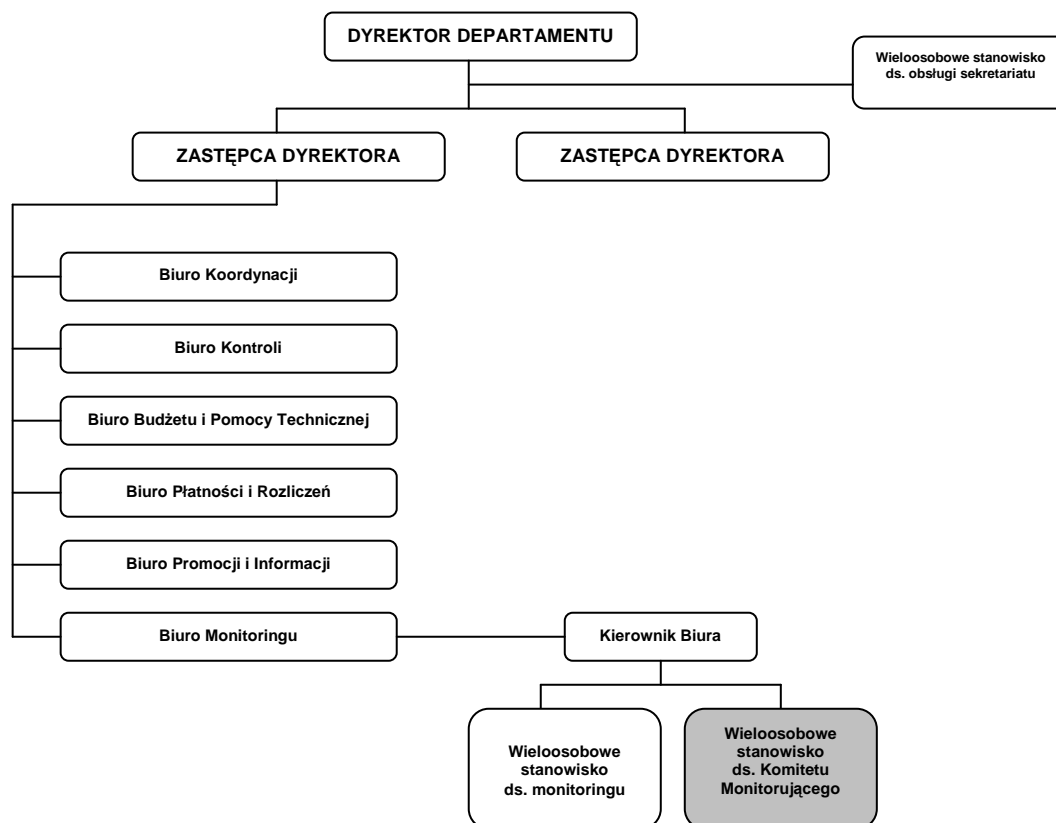 DYREKTOR DEPARTAMENTU
Wieloosobowe stanowisko
ds. obsługi sekretariatu
ZASTĘPCA DYREKTORA
ZASTĘPCA DYREKTORA
Biuro Koordynacji
Biuro Kontroli
Biuro Budżetu i Pomocy Technicznej
Biuro Płatności i Rozliczeń
Biuro Promocji i Informacji
Biuro Monitoringu
Kierownik Biura
Wieloosobowe
stanowisko
ds. monitoringu
Wieloosobowe
stanowisko
ds. Komitetu
Monitorującego